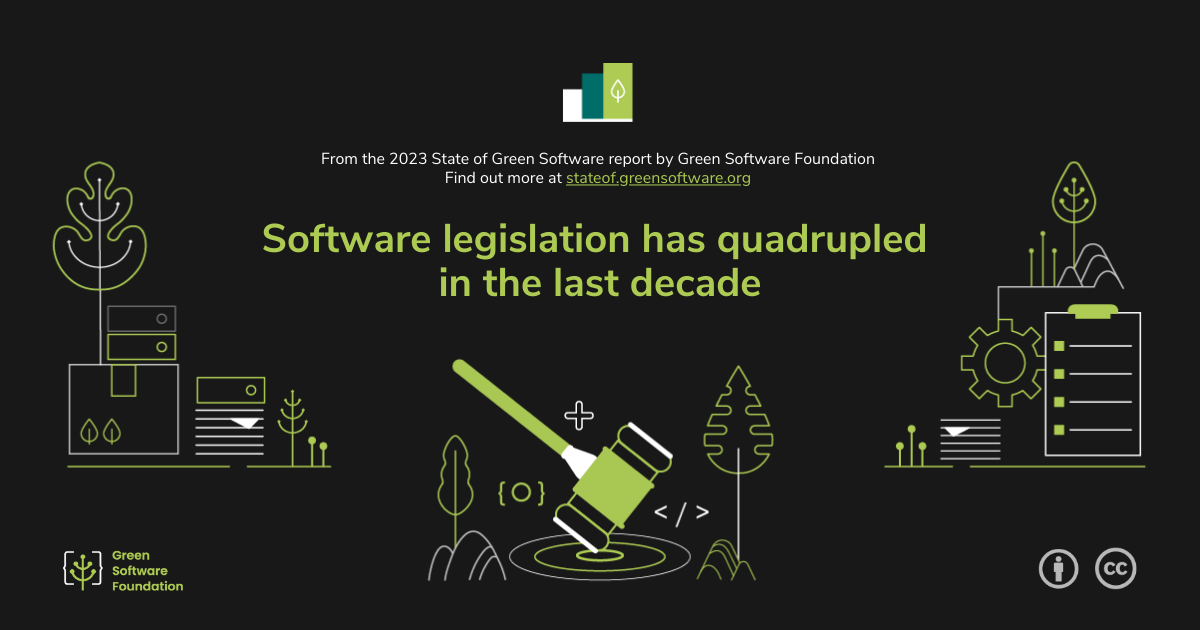 From the 2023 State of Green Software report by Green Software Foundation
Find out more at stateof.greensoftware.org
Software legislation has quadrupled
in the last decade
{O}
</>
Green
Software
Foundation
cc